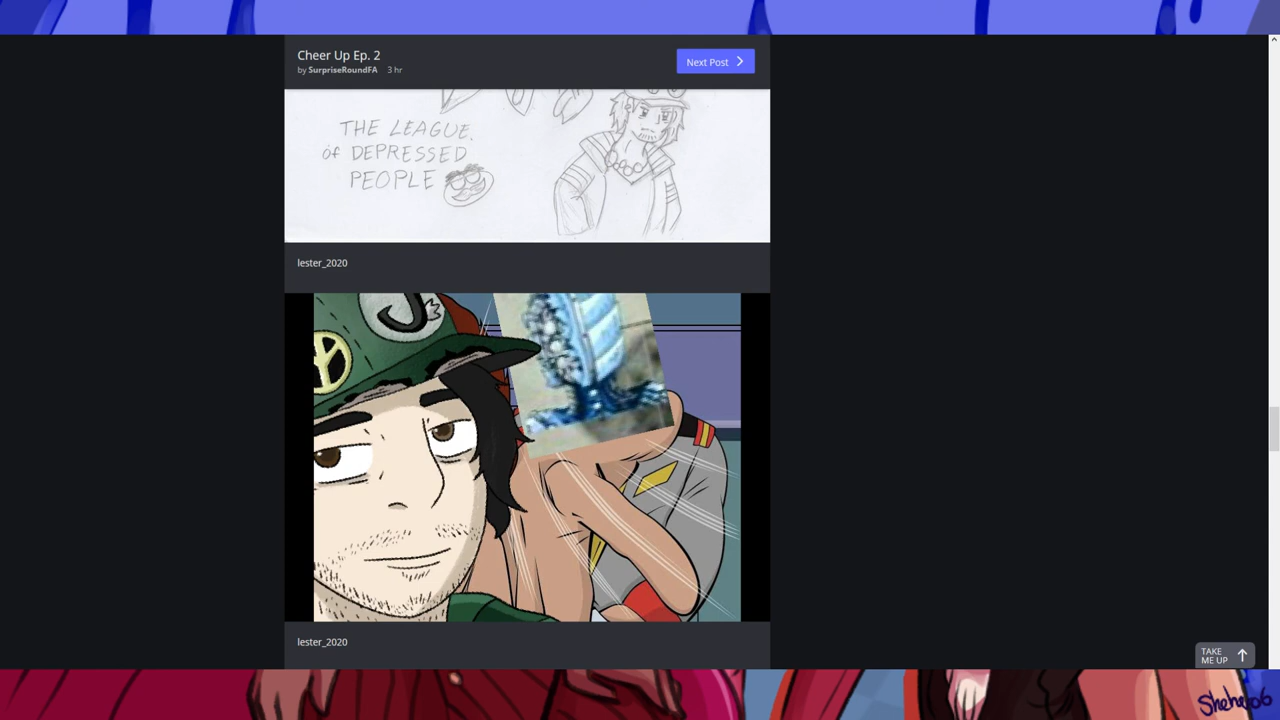 Cheer Up Ep. 2
by SurpriseRoundFA 3 hr
Next Post
THE LEAGUE.
of DEPRESSED
PEOPLE
lester_2020
J
lester_2020
TAKE
ME UP